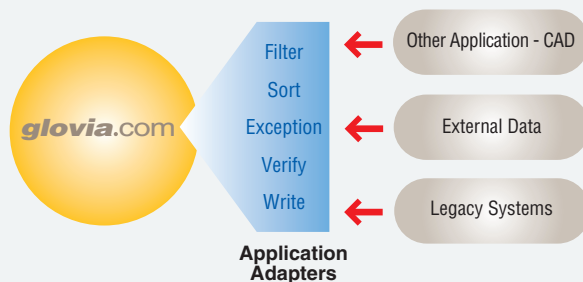 glovia.com
Filter
Sort
Exception
Verify
Write
Application
Adapters
Other Application - CAD
External Data
Legacy Systems